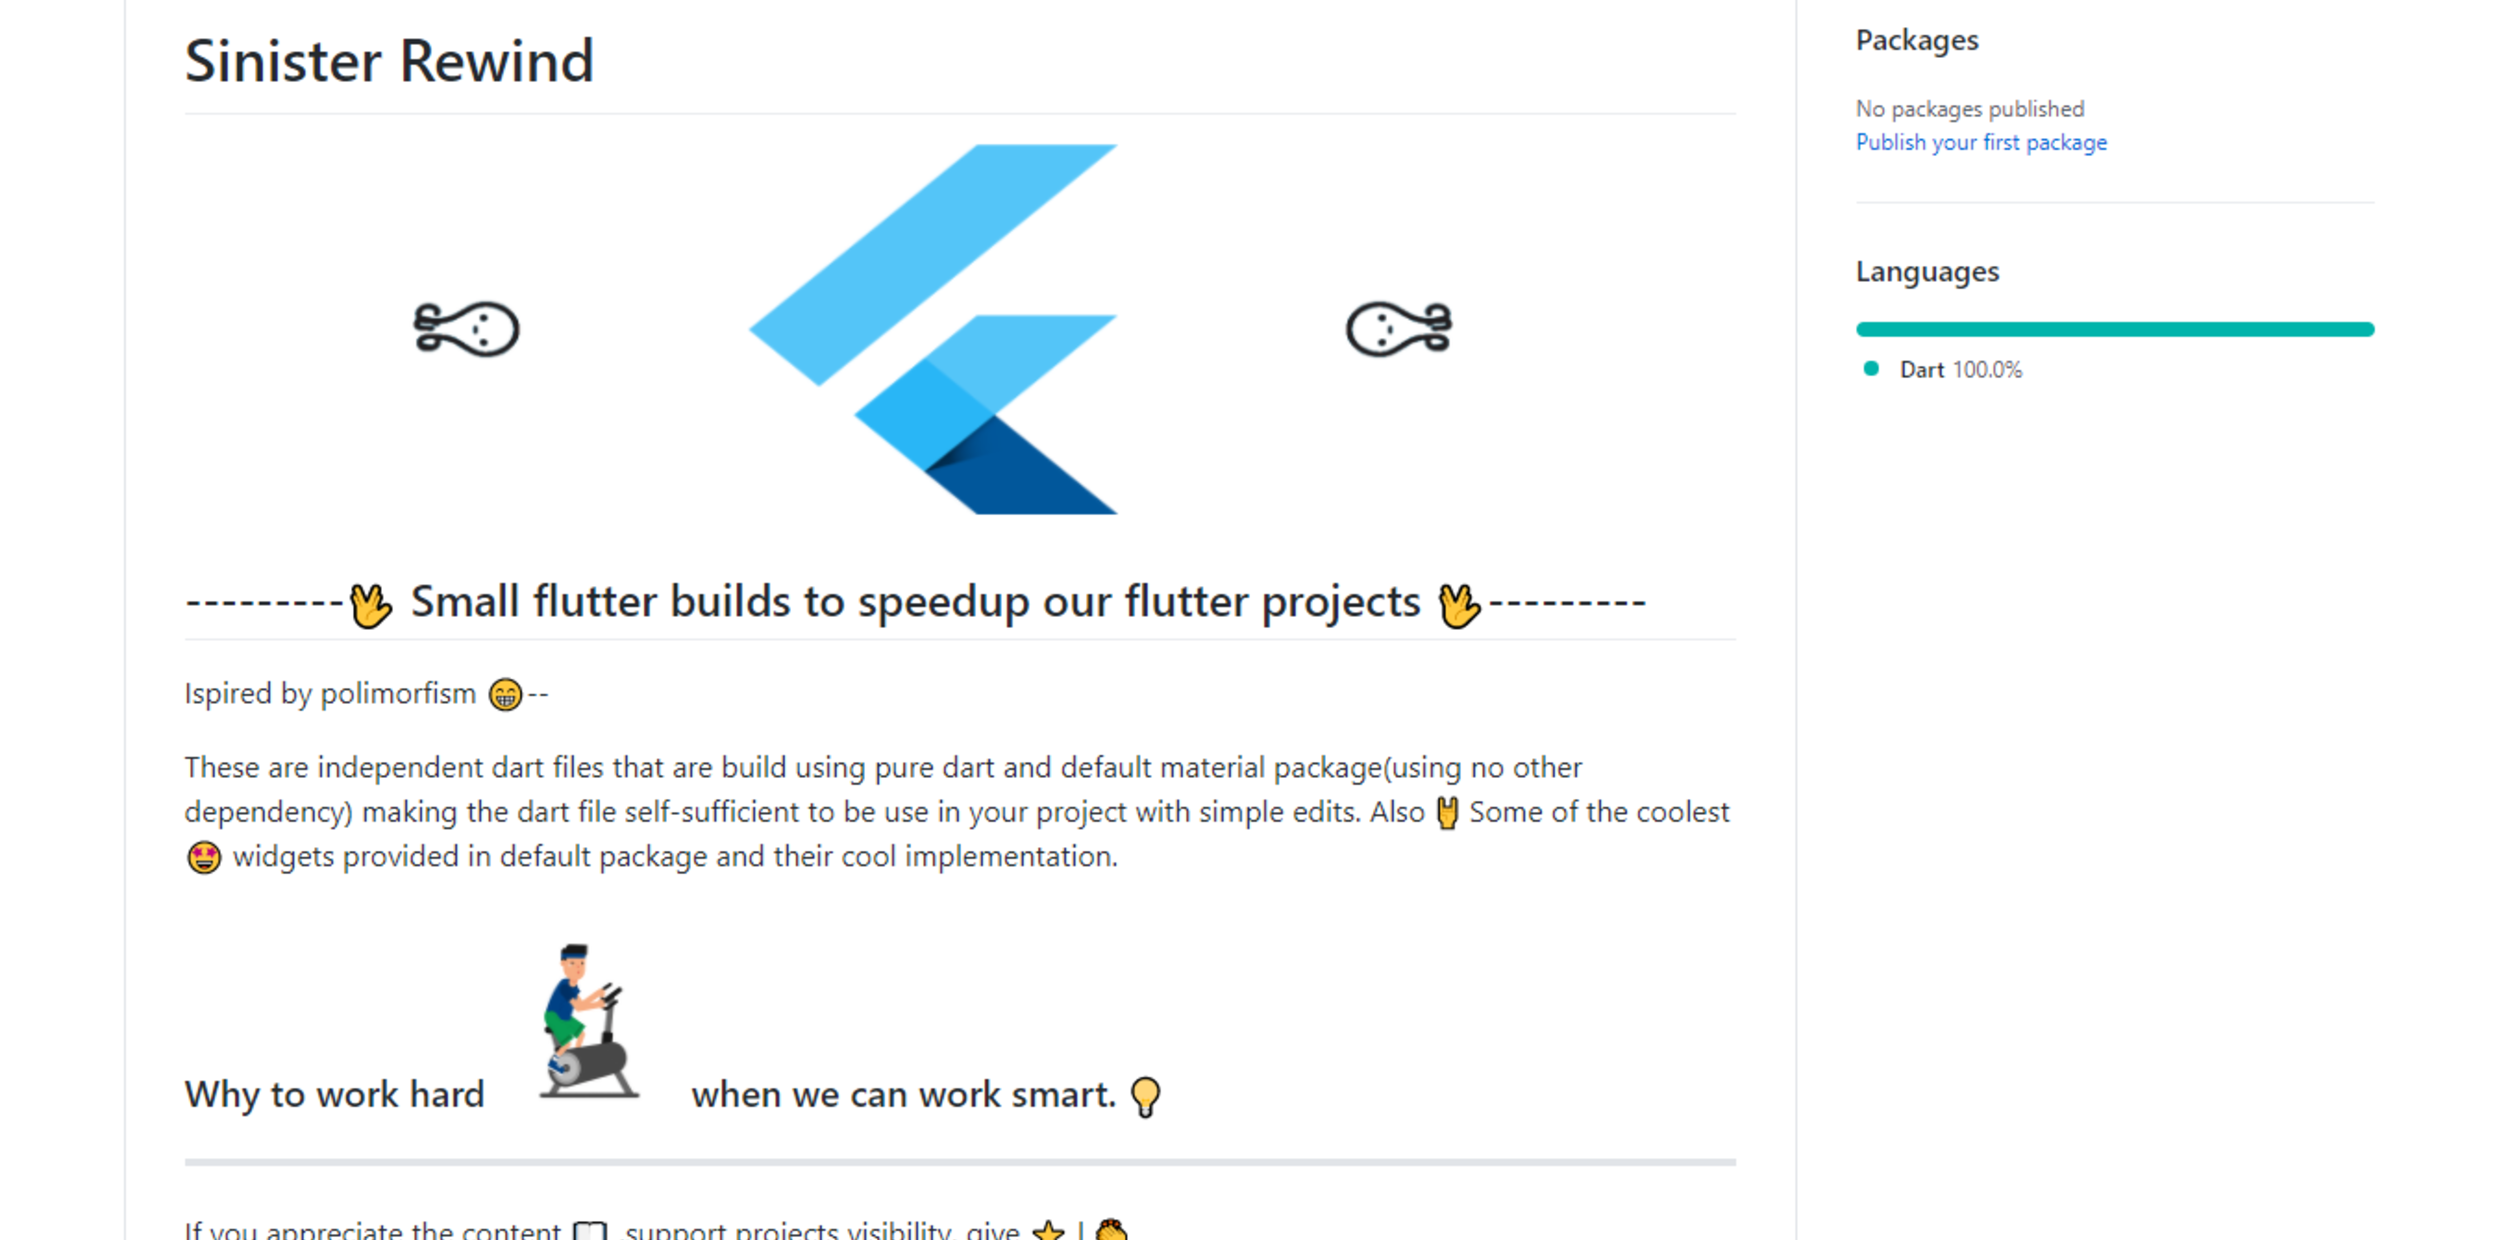 Sinister Rewind
---------🖖 Small flutter builds to speedup our flutter projects 🖖---------
Ispired by polimorfism 😁--
These are independent dart files that are build using pure dart and default material package(using no other
dependency) making the dart file self-sufficient to be use in your project with simple edits. Also 🤘 Some of the coolest
🤩 widgets provided in default package and their cool implementation.
Why to work hard when we can work smart. 💡
If you appreciate the content 📖 support projects visibility, give ⭐ | 👏
Packages
No packages published
Publish your first package
Languages
Dart 100.0%